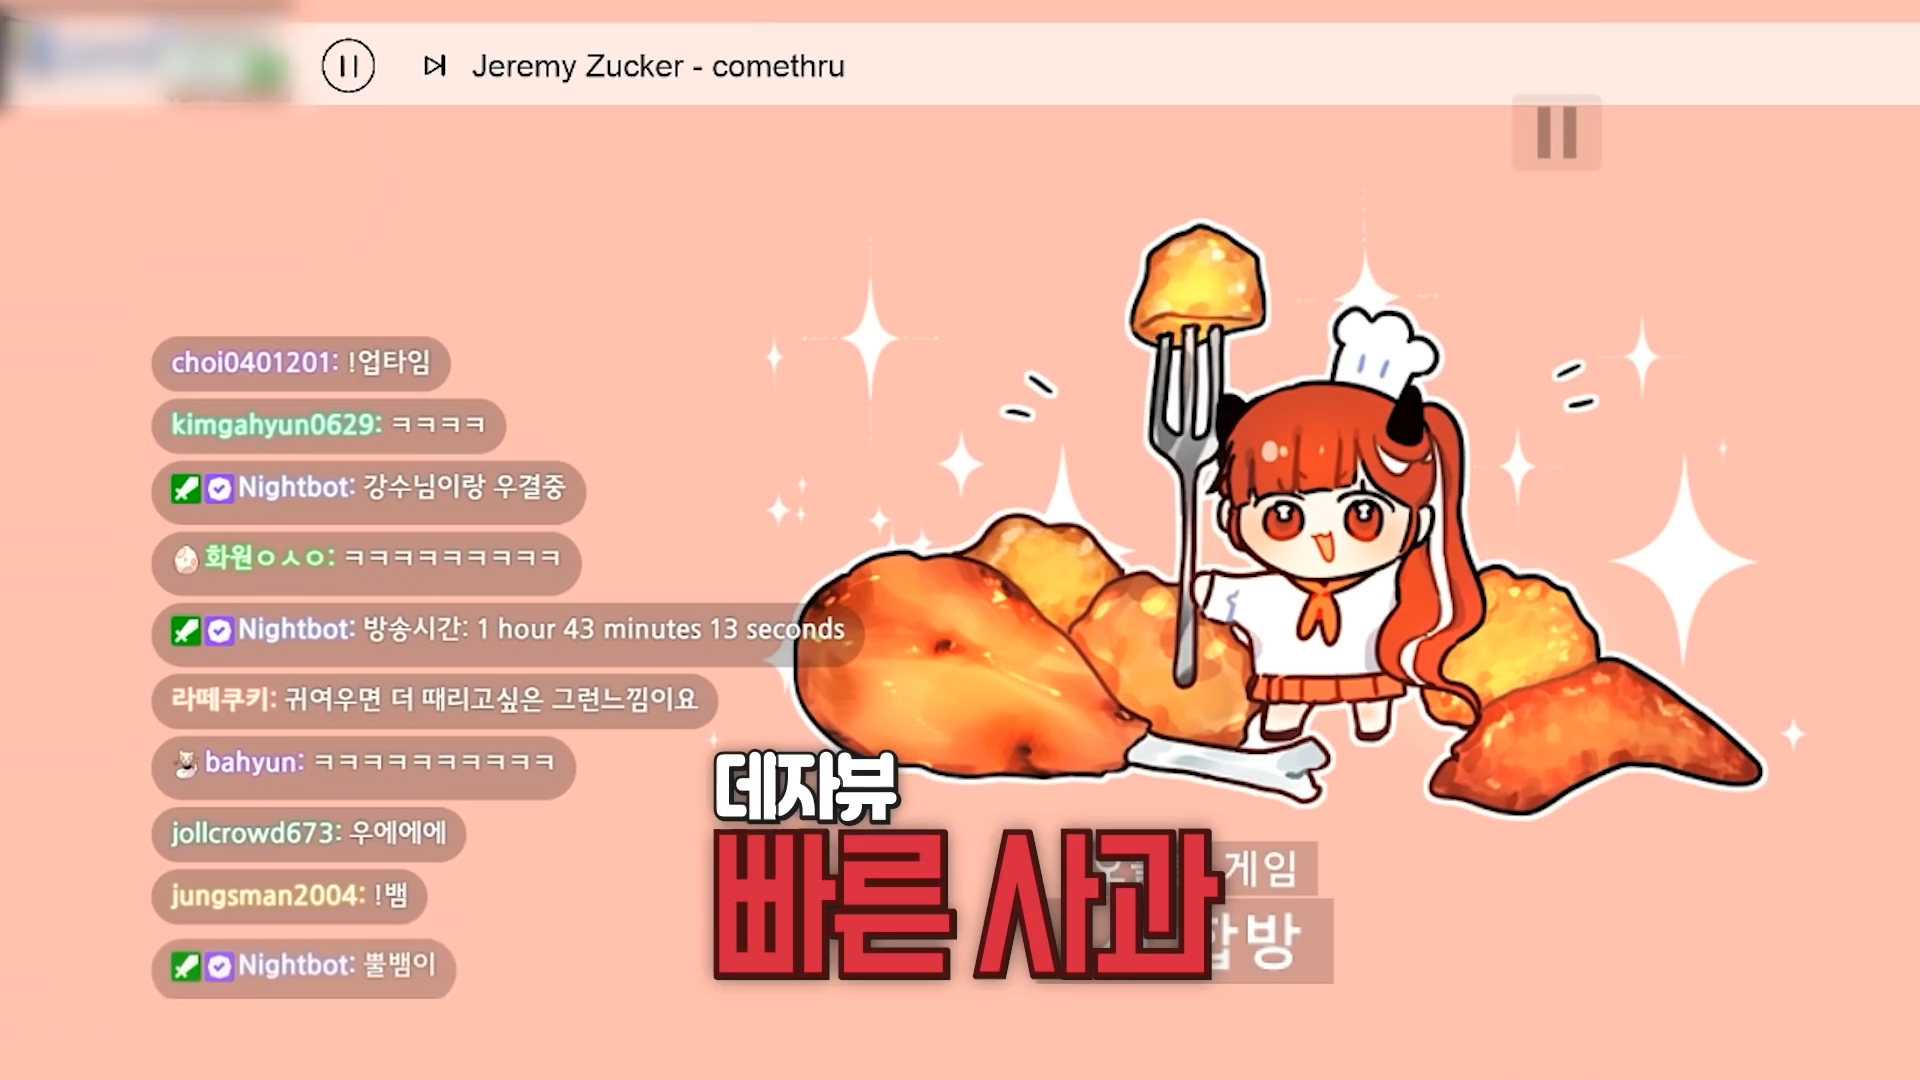 Jeremy Zucker - comethru
choi0401201: !업타임
kimgahyun0629: ㅋㅋㅋㅋ
Nightbot: 강수님이랑 우결중
화원ㅇㅅㅇ: ㅋㅋㅋㅋㅋㅋㅋㅋㅋ
Nightbot: 방송시간: 1 hour 43 minutes 13 seconds
라떼쿠키: 귀여우면 더 때리고싶은 그런느낌이요
bahyun: ㅋㅋㅋㅋㅋㅋㅋㅋㅋㅋ
jollcrowd673: 우에에에
jungsman2004: !뱀
Nightbot: 뿔뱀이
데자뷰
빠른 사과
게임
합방